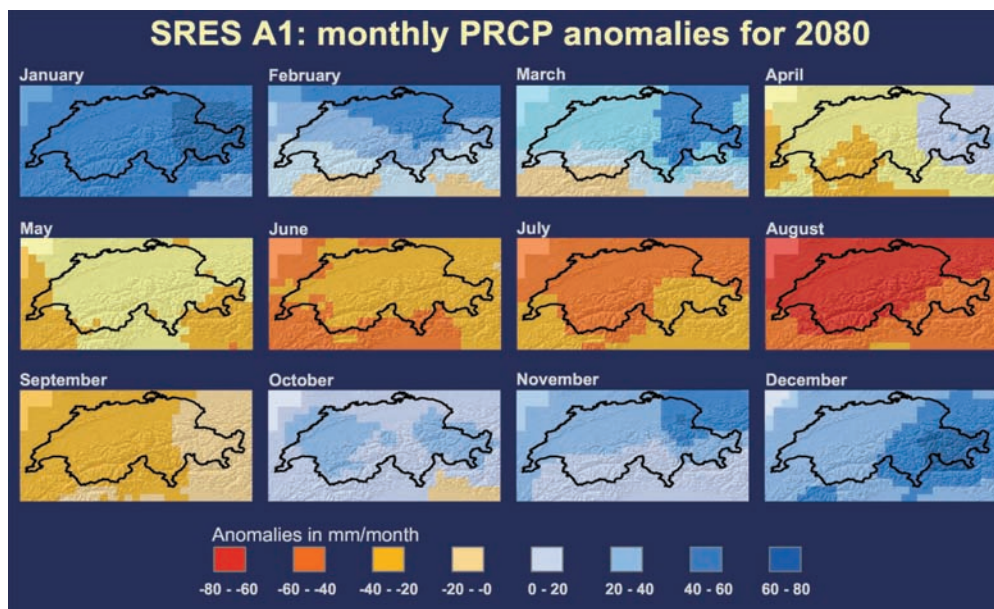 SRES A1: monthly PRCP anomalies for 2080
January February March April
May June July August
September October November December
Anomalies in mm/month
-80 - -60 -60 - -40 -40 - -20 -20 - -0 0 - 20 20 - 40 40 - 60 60 - 80